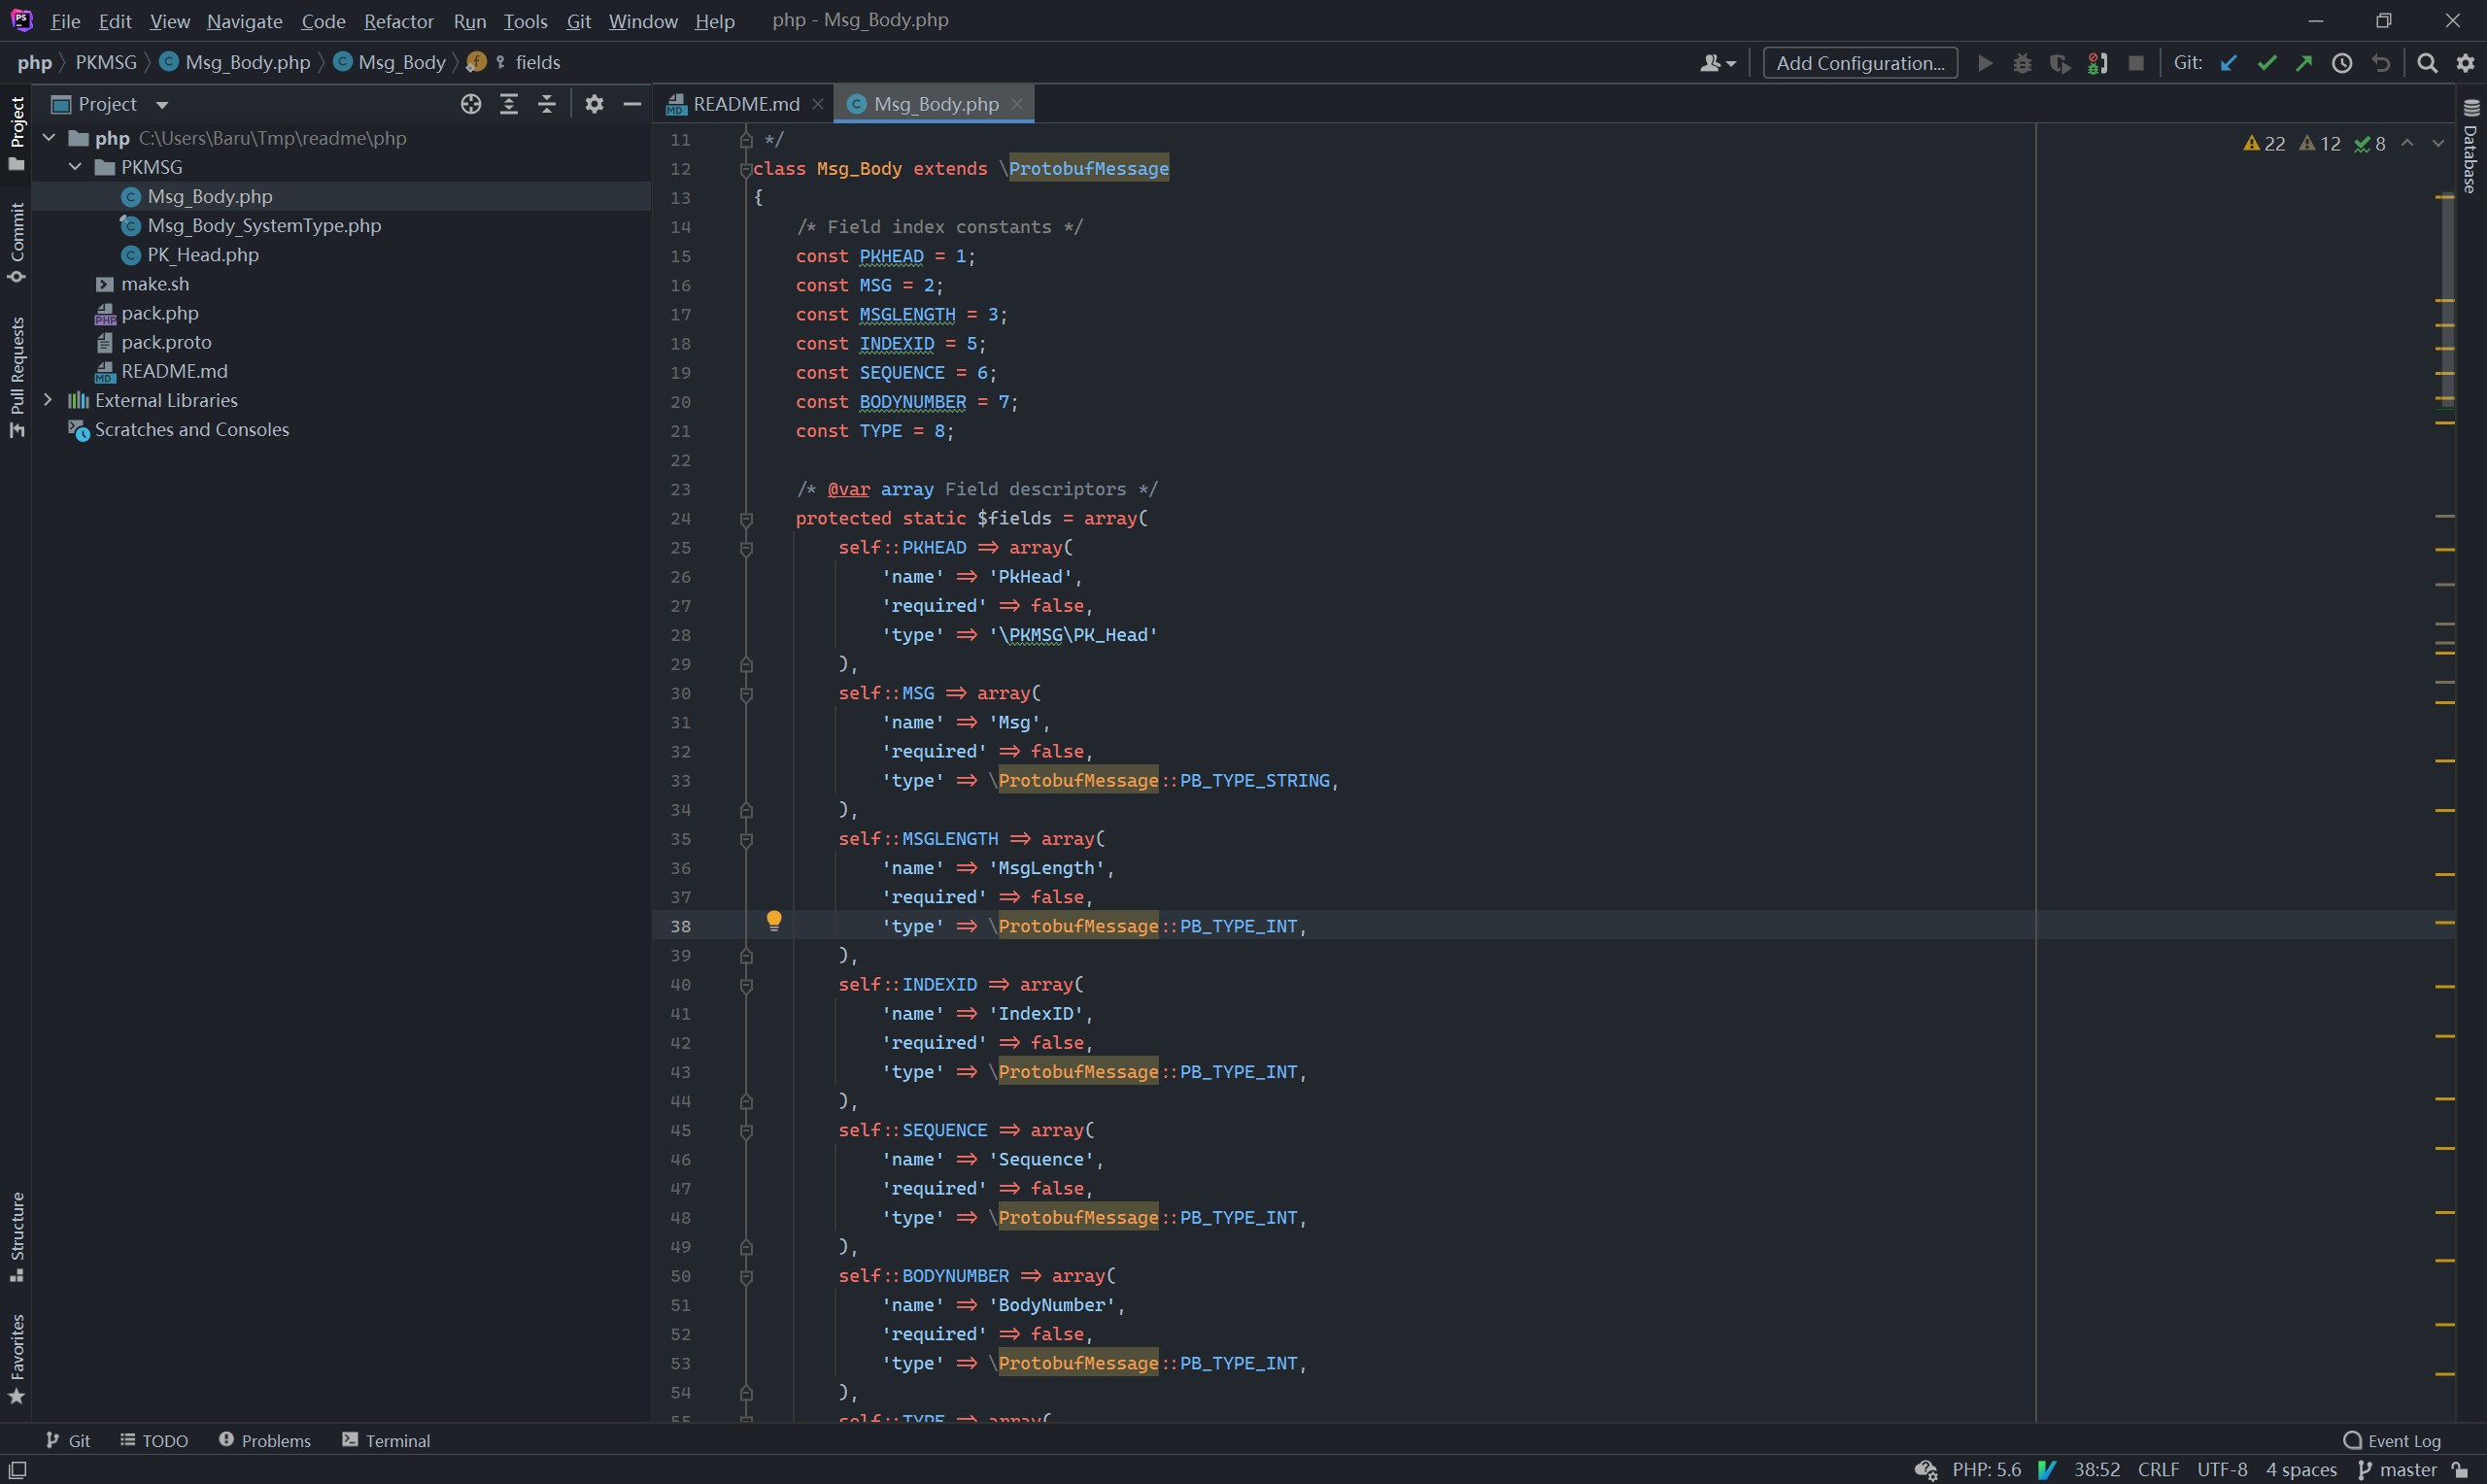 File Edit View Navigate Code Refactor Run Tools Git Window Help php - Msg_Body.php
php PKMSG Msg_Body.php Msg_Body fields Add Configuration... Git:
Project README.md Msg_Body.php
Project
Commit
Pull Requests
Structure
Favorites
Database
php C:\Users\Baru\Tmp\readme\php
PKMSG
Msg_Body.php
Msg_Body_SystemType.php
PK_Head.php
make.sh
pack.php
pack.proto
README.md
External Libraries
Scratches and Consoles
22 12 8
11 */
12 class Msg_Body extends \ProtobufMessage
13 {
14 /* Field index constants */
15 const PKHEAD = 1;
16 const MSG = 2;
17 const MSGLENGTH = 3;
18 const INDEXID = 5;
19 const SEQUENCE = 6;
20 const BODYNUMBER = 7;
21 const TYPE = 8;
22
23 /* @var array Field descriptors */
24 protected static $fields = array(
25 self::PKHEAD => array(
26 'name' => 'PkHead',
27 'required' => false,
28 'type' => '\PKMSG\PK_Head'
29 ),
30 self::MSG => array(
31 'name' => 'Msg',
32 'required' => false,
33 'type' => \ProtobufMessage::PB_TYPE_STRING,
34 ),
35 self::MSGLENGTH => array(
36 'name' => 'MsgLength',
37 'required' => false,
38 'type' => \ProtobufMessage::PB_TYPE_INT,
39 ),
40 self::INDEXID => array(
41 'name' => 'IndexID',
42 'required' => false,
43 'type' => \ProtobufMessage::PB_TYPE_INT,
44 ),
45 self::SEQUENCE => array(
46 'name' => 'Sequence',
47 'required' => false,
48 'type' => \ProtobufMessage::PB_TYPE_INT,
49 ),
50 self::BODYNUMBER => array(
51 'name' => 'BodyNumber',
52 'required' => false,
53 'type' => \ProtobufMessage::PB_TYPE_INT,
54 ),
55 self::TYPE => array(
Git TODO Problems Terminal Event Log
PHP: 5.6 38:52 CRLF UTF-8 4 spaces master